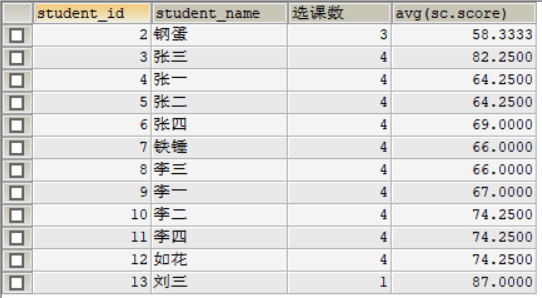 student_id student_name 选课数 avg(sc.score)
2 钢蛋 3 58.3333
3 张三 4 82.2500
4 张一 4 64.2500
5 张二 4 64.2500
6 张四 4 69.0000
7 铁锤 4 66.0000
8 李三 4 66.0000
9 李一 4 67.0000
10 李二 4 74.2500
11 李四 4 74.2500
12 如花 4 74.2500
13 刘三 1 87.0000